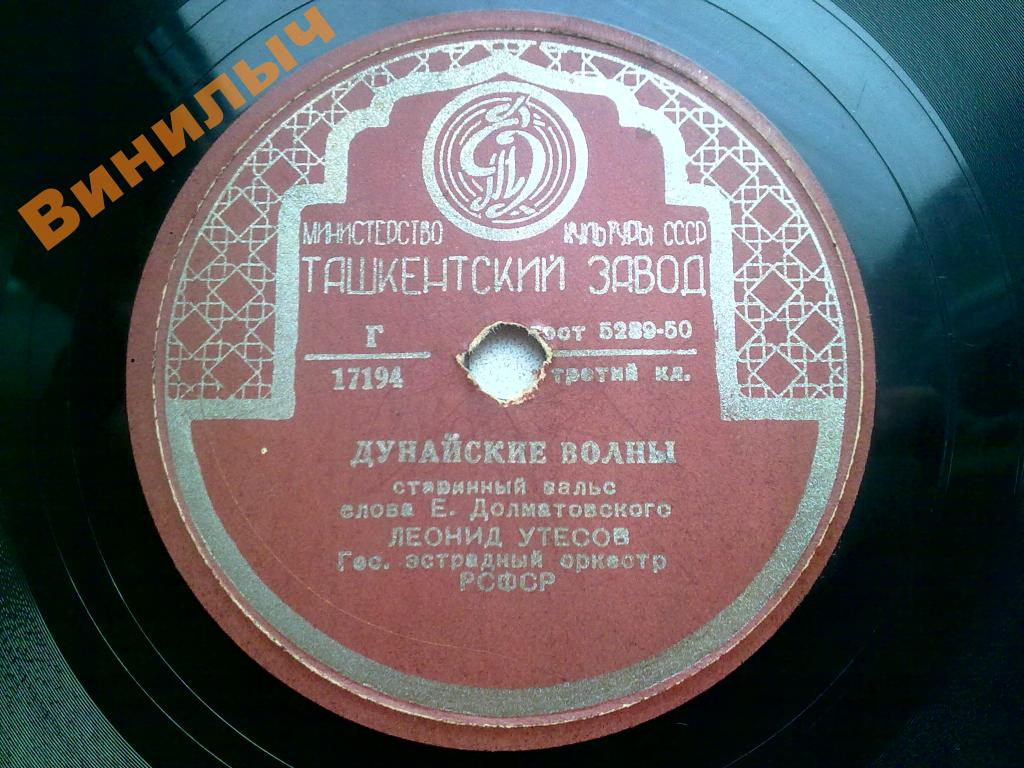 Винилыч
МИНИСТЕРСТВО КУЛЬТУРЫ СССР
ТАШКЕНТСКИЙ ЗАВОД
Г
17194
гост 5289-50
третий кл.
ДУНАЙСКИЕ ВОЛНЫ
старинный вальс
слова Е. Долматовского
ЛЕОНИД УТЕСОВ
Гос. эстрадный оркестр
РСФСР